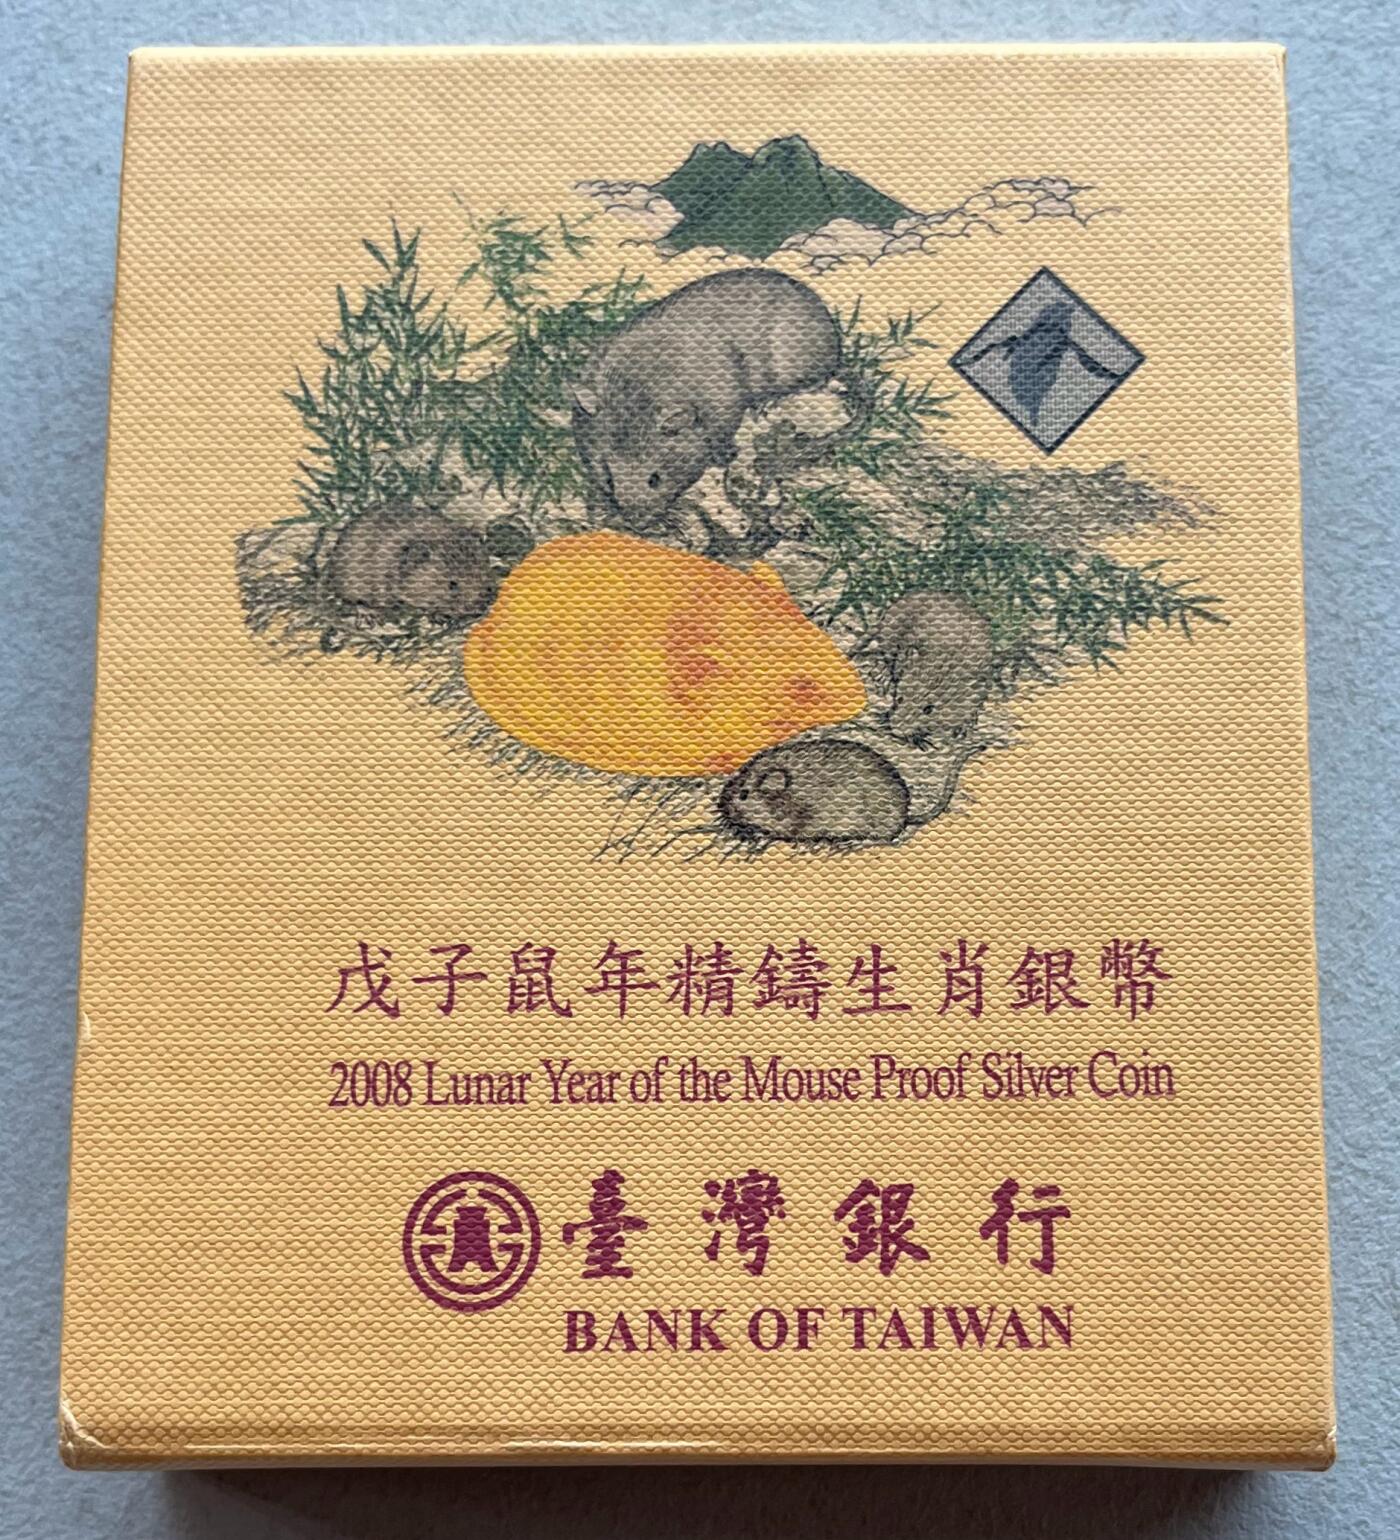 戊子鼠年精鑄生肖銀幣
2008 Lunar Year of the Mouse Proof Silver Coin
臺灣銀行
BANK OF TAIWAN